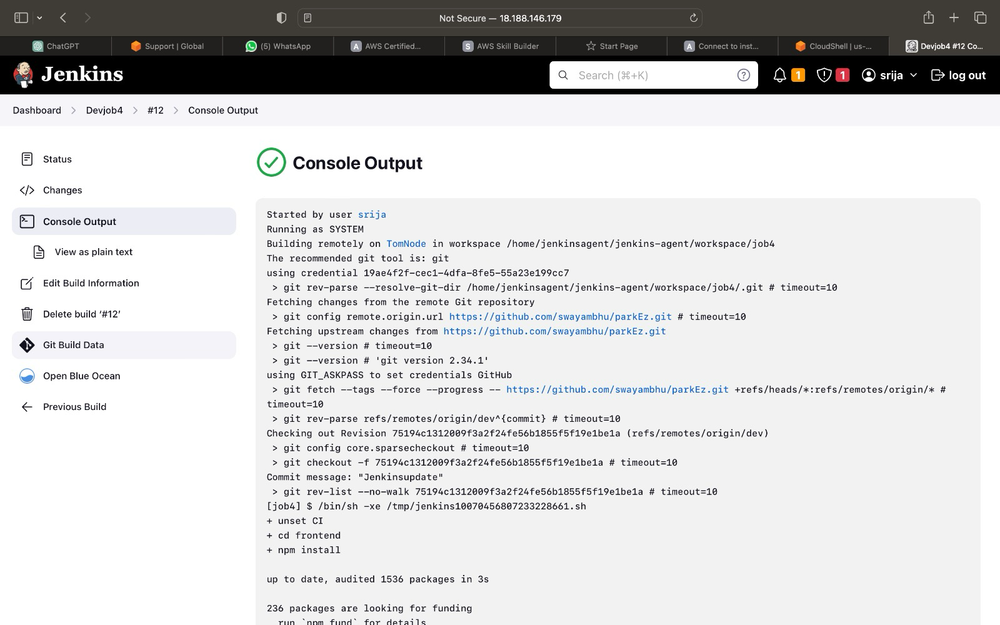 Not Secure — 18.188.146.179
ChatGPT
Support | Global
(5) WhatsApp
A AWS Certified...
S AWS Skill Builder
Start Page
A Connect to inst...
CloudShell | us-...
Devjob4 #12 Co...
Jenkins
Search (⌘+K)
?
1
1
srija
log out
Dashboard
Devjob4
#12
Console Output
Status
Changes
Console Output
View as plain text
Edit Build Information
Delete build ‘#12’
Git Build Data
Open Blue Ocean
Previous Build
Console Output
Started by user srija
Running as SYSTEM
Building remotely on TomNode in workspace /home/jenkinsagent/jenkins-agent/workspace/job4
The recommended git tool is: git
using credential 19ae4f2f-cec1-4dfa-8fe5-55a23e199cc7
> git rev-parse --resolve-git-dir /home/jenkinsagent/jenkins-agent/workspace/job4/.git # timeout=10
Fetching changes from the remote Git repository
> git config remote.origin.url https://github.com/swayambhu/parkEz.git # timeout=10
Fetching upstream changes from https://github.com/swayambhu/parkEz.git
> git --version # timeout=10
> git --version # 'git version 2.34.1'
using GIT_ASKPASS to set credentials GitHub
> git fetch --tags --force --progress -- https://github.com/swayambhu/parkEz.git +refs/heads/*:refs/remotes/origin/* #
timeout=10
> git rev-parse refs/remotes/origin/dev^{commit} # timeout=10
Checking out Revision 75194c1312009f3a2f24fe56b1855f5f19e1be1a (refs/remotes/origin/dev)
> git config core.sparsecheckout # timeout=10
> git checkout -f 75194c1312009f3a2f24fe56b1855f5f19e1be1a # timeout=10
Commit message: "Jenkinsupdate"
> git rev-list --no-walk 75194c1312009f3a2f24fe56b1855f5f19e1be1a # timeout=10
[job4] $ /bin/sh -xe /tmp/jenkins10070456807233228661.sh
+ unset CI
+ cd frontend
+ npm install
up to date, audited 1536 packages in 3s
236 packages are looking for funding
run `npm fund` for details